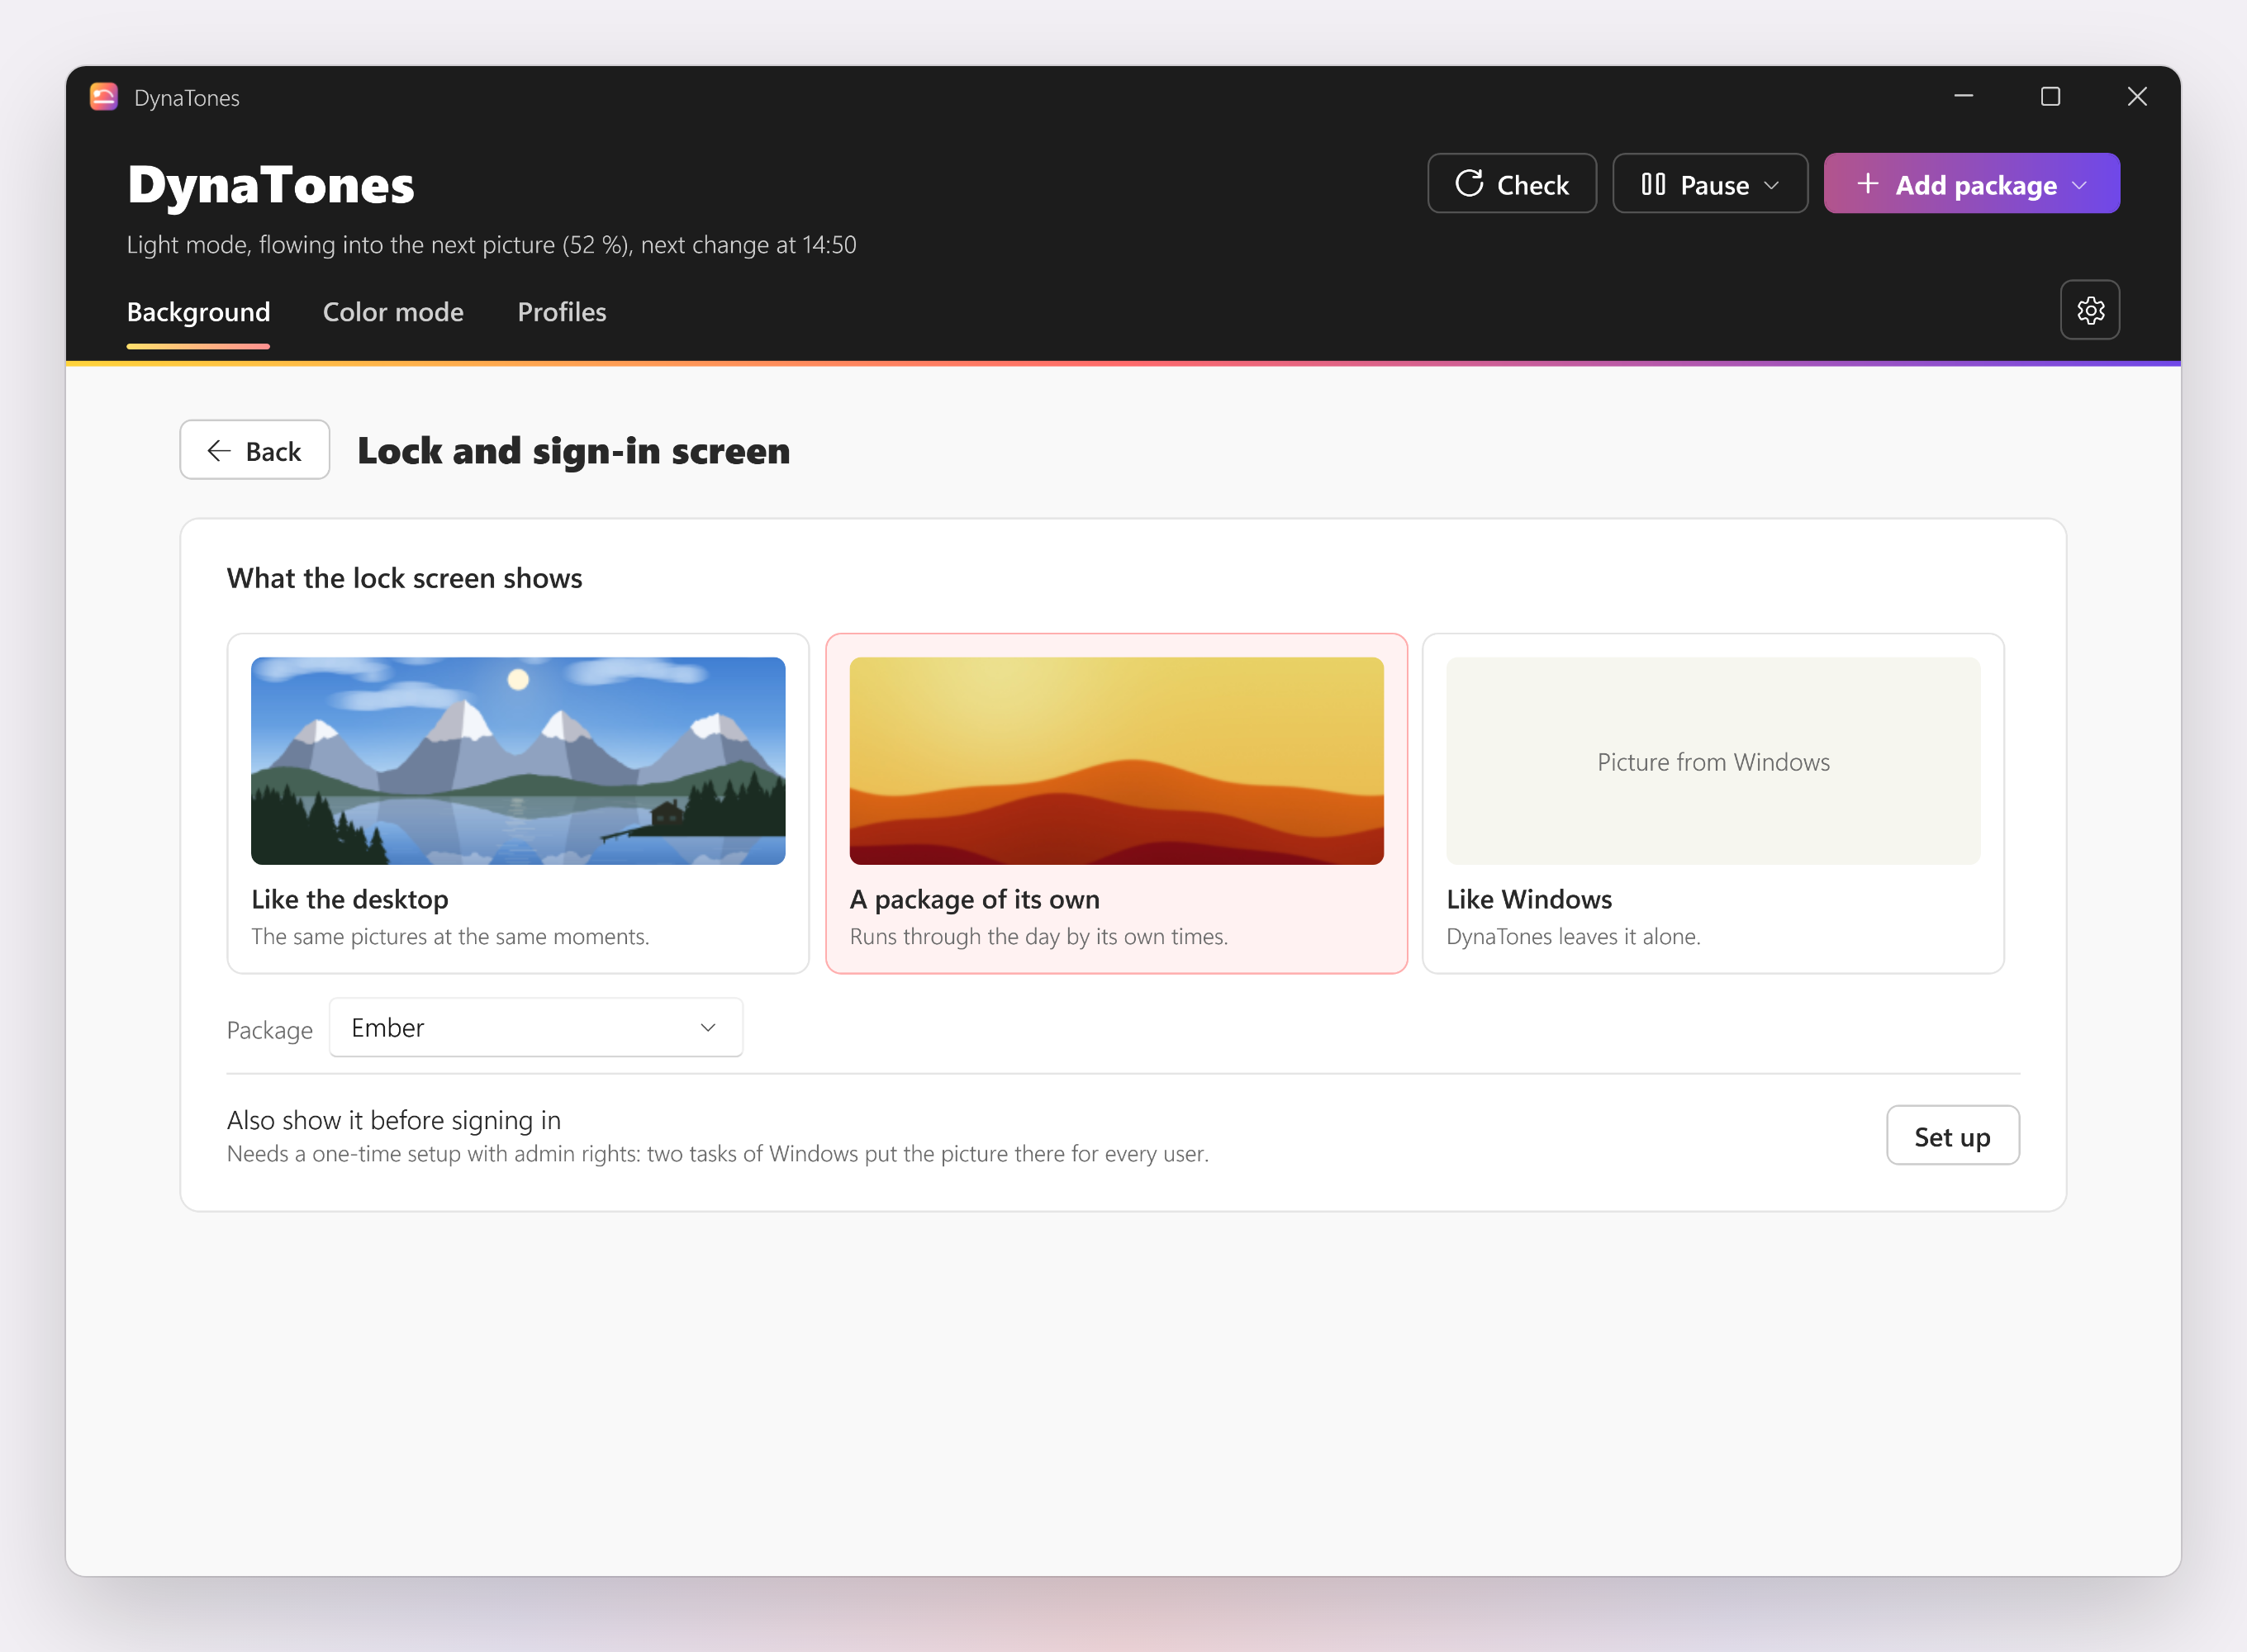 DynaTones
DynaTones
Check
Pause
Add package
Light mode, flowing into the next picture (52 %), next change at 14:50
Background
Color mode
Profiles
Back
Lock and sign-in screen
What the lock screen shows
Picture from Windows
Like the desktop
The same pictures at the same moments.
A package of its own
Runs through the day by its own times.
Like Windows
DynaTones leaves it alone.
Package
Ember
Also show it before signing in
Needs a one-time setup with admin rights: two tasks of Windows put the picture there for every user.
Set up